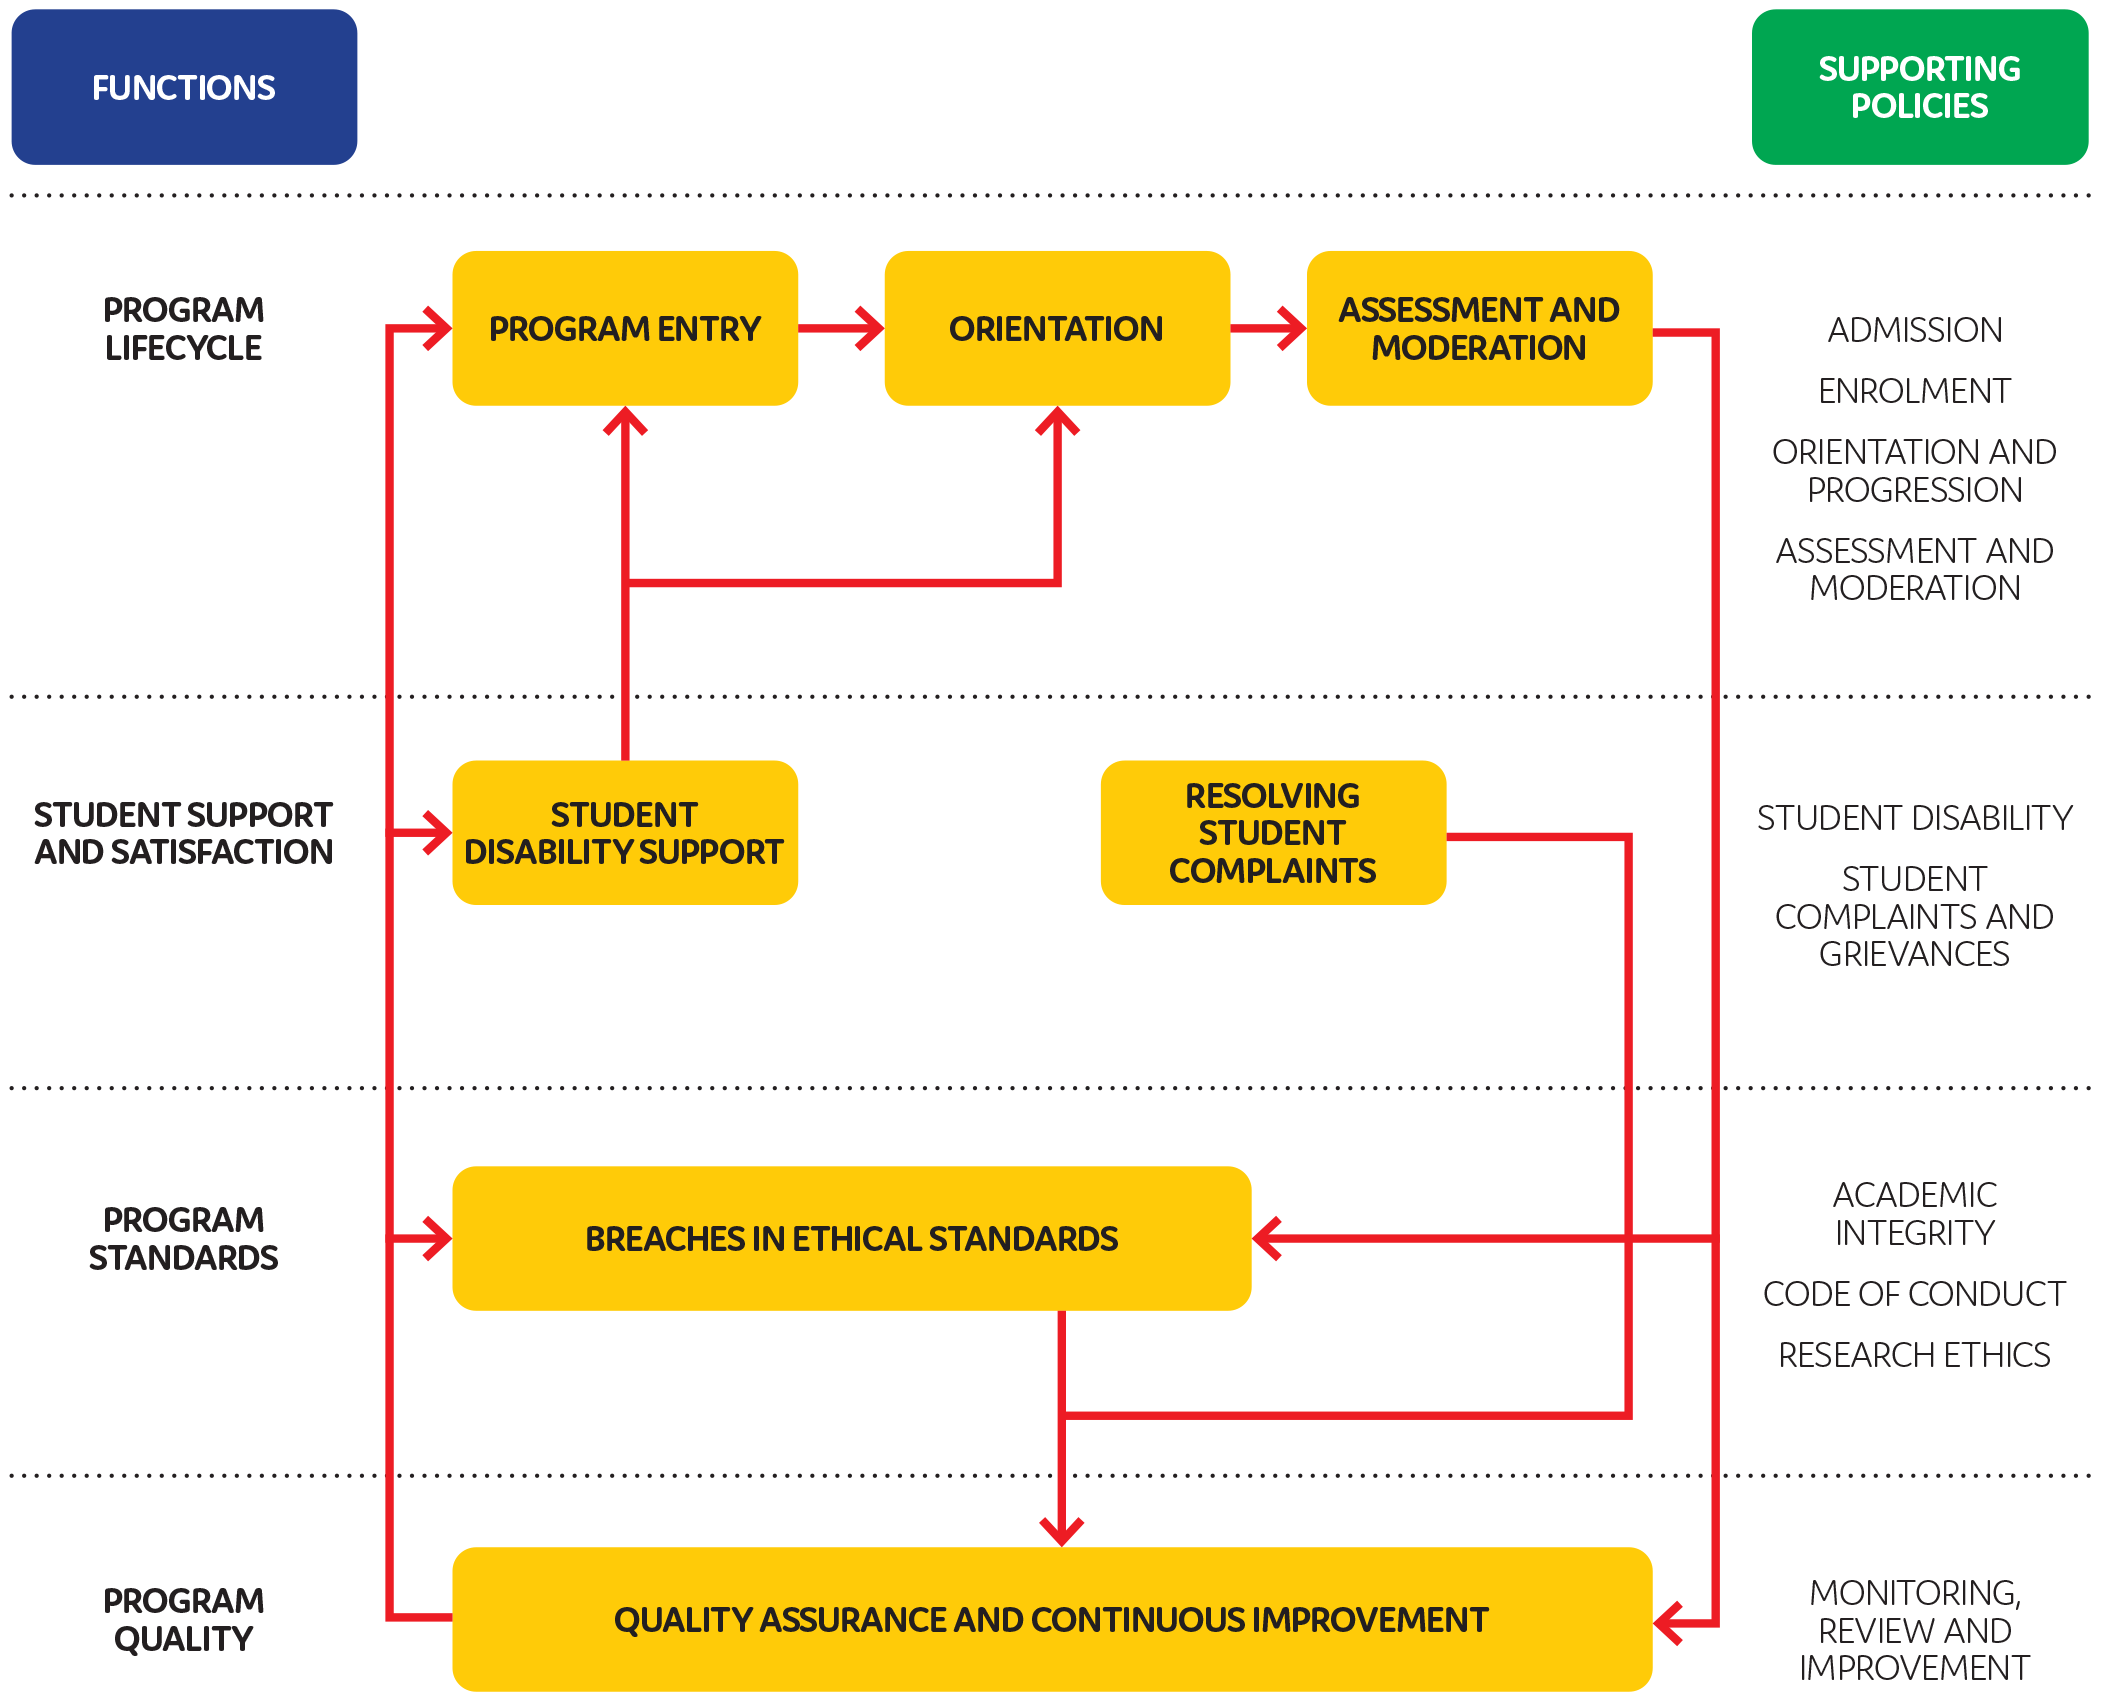 FUNCTIONS
SUPPORTING
POLICIES
PROGRAM
LIFECYCLE
PROGRAM ENTRY
ORIENTATION
ASSESSMENT AND
MODERATION
ADMISSION
ENROLMENT
ORIENTATION AND
PROGRESSION
ASSESSMENT AND
MODERATION
STUDENT SUPPORT
AND SATISFACTION
STUDENT
DISABILITY SUPPORT
RESOLVING
STUDENT
COMPLAINTS
STUDENT DISABILITY
STUDENT
COMPLAINTS AND
GRIEVANCES
PROGRAM
STANDARDS
BREACHES IN ETHICAL STANDARDS
ACADEMIC
INTEGRITY
CODE OF CONDUCT
RESEARCH ETHICS
PROGRAM
QUALITY
QUALITY ASSURANCE AND CONTINUOUS IMPROVEMENT
MONITORING,
REVIEW AND
IMPROVEMENT